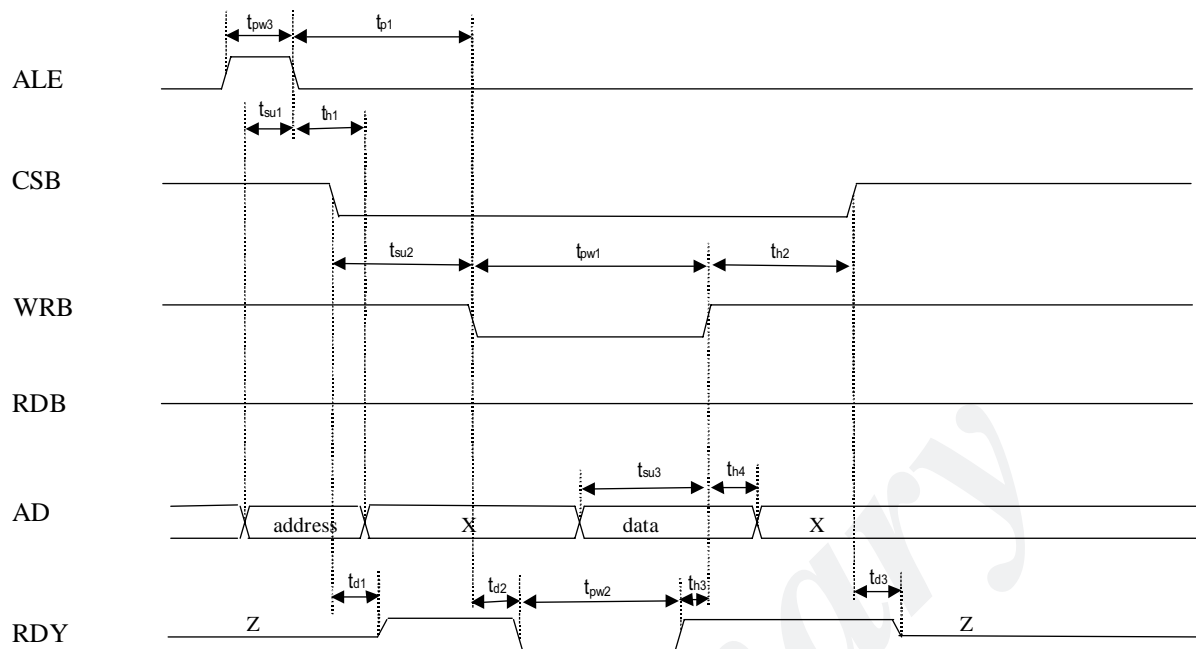 tpw3 tp1
ALE
tsu1 th1
CSB
tsu2 tpw1 th2
WRB
RDB
tsu3 th4
AD address X data X
td1 td2 tpw2 th3 td3
RDY Z Z